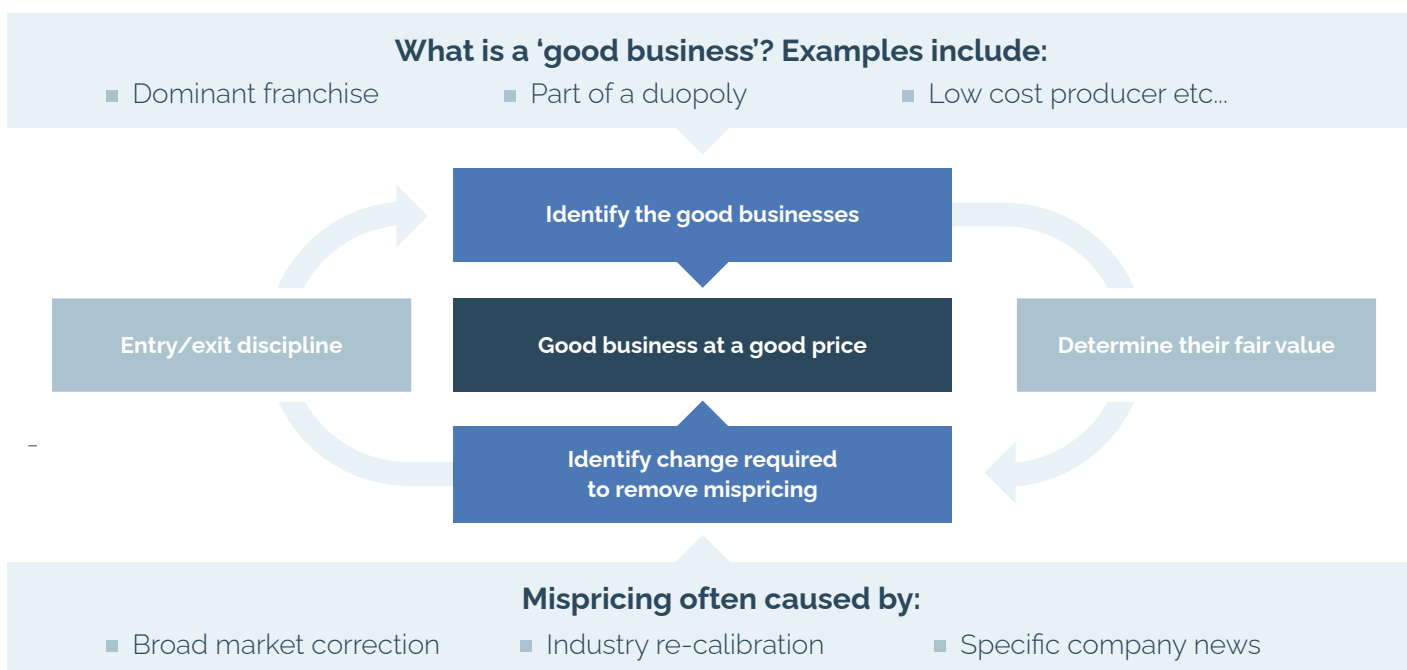 What is a ‘good business’? Examples include:
Dominant franchise
Part of a duopoly
Low cost producer etc...
Identify the good businesses
Entry/exit discipline
Good business at a good price
Determine their fair value
Identify change required
to remove mispricing
Mispricing often caused by:
Broad market correction
Industry re-calibration
Specific company news